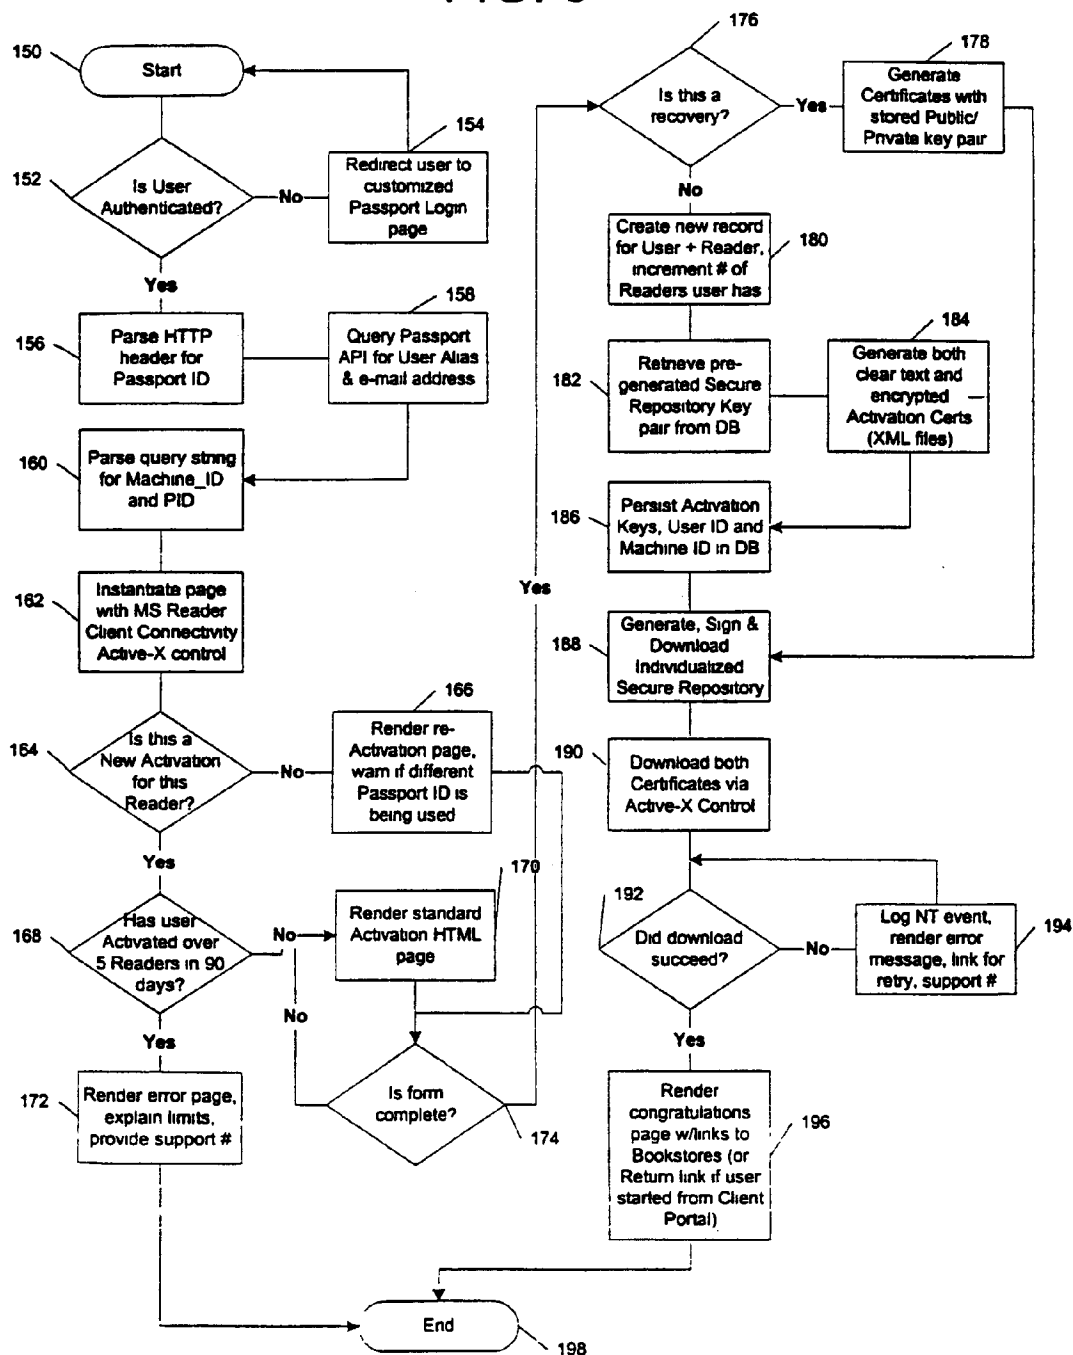 150
Start
154
Redirect user to
customized
Passport Login
page
152
Is User
Authenticated?
No
Yes
156
Parse HTTP
header for
Passport ID
158
Query Passport
API for User Alias
& e-mail address
160
Parse query string
for Machine_ID
and PID
162
Instantiate page
with MS Reader
Client Connectivity
Active-X control
164
Is this a
New Activation
for this
Reader?
No
166
Render re-
Activation page,
warn if different
Passport ID is
being used
Yes
168
Has user
Activated over
5 Readers in 90
days?
No
170
Render standard
Activation HTML
page
No
Yes
172
Render error page,
explain limits,
provide support #
Is form
complete?
174
Yes
176
Is this a
recovery?
Yes
178
Generate
Certificates with
stored Public/
Private key pair
No
Create new record
for User + Reader,
increment # of
Readers user has
180
182
Retrieve pre-
generated Secure
Repository Key
pair from DB
184
Generate both
clear text and
encrypted
Activation Certs
(XML files)
186
Persist Activation
Keys, User ID and
Machine ID in DB
188
Generate, Sign &
Download
Individualized
Secure Repository
190
Download both
Certificates via
Active-X Control
192
Did download
succeed?
No
Log NT event,
render error
message, link for
retry, support #
194
Yes
Render
congratulations
page w/links to
Bookstores (or
Return link if user
started from Client
Portal)
196
End
198